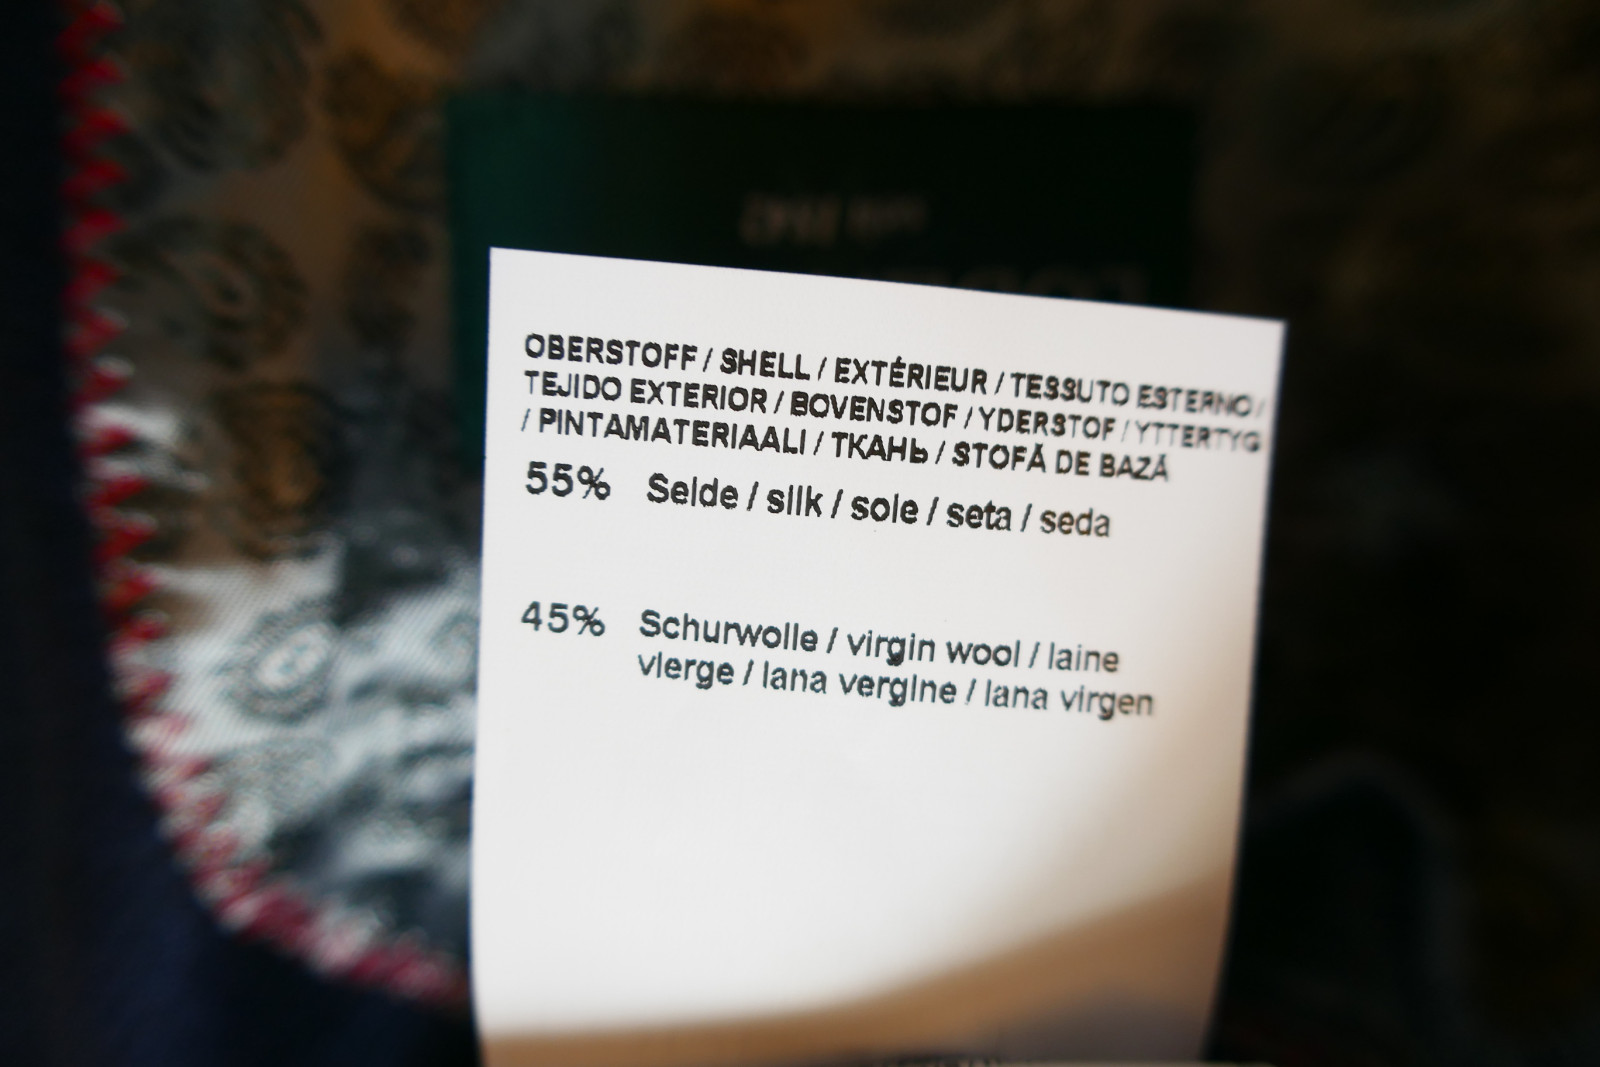 OBERSTOFF / SHELL / EXTÉRIEUR / TESSUTO ESTERNO /
TEJIDO EXTERIOR / BOVENSTOF / YDERSTOF / YTTERTYG
/ PINTAMATERIAALI / ТКАНЬ / STOFĂ DE BAZĂ
55% Seide / silk / soie / seta / seda
45% Schurwolle / virgin wool / laine
vierge / lana vergine / lana virgen